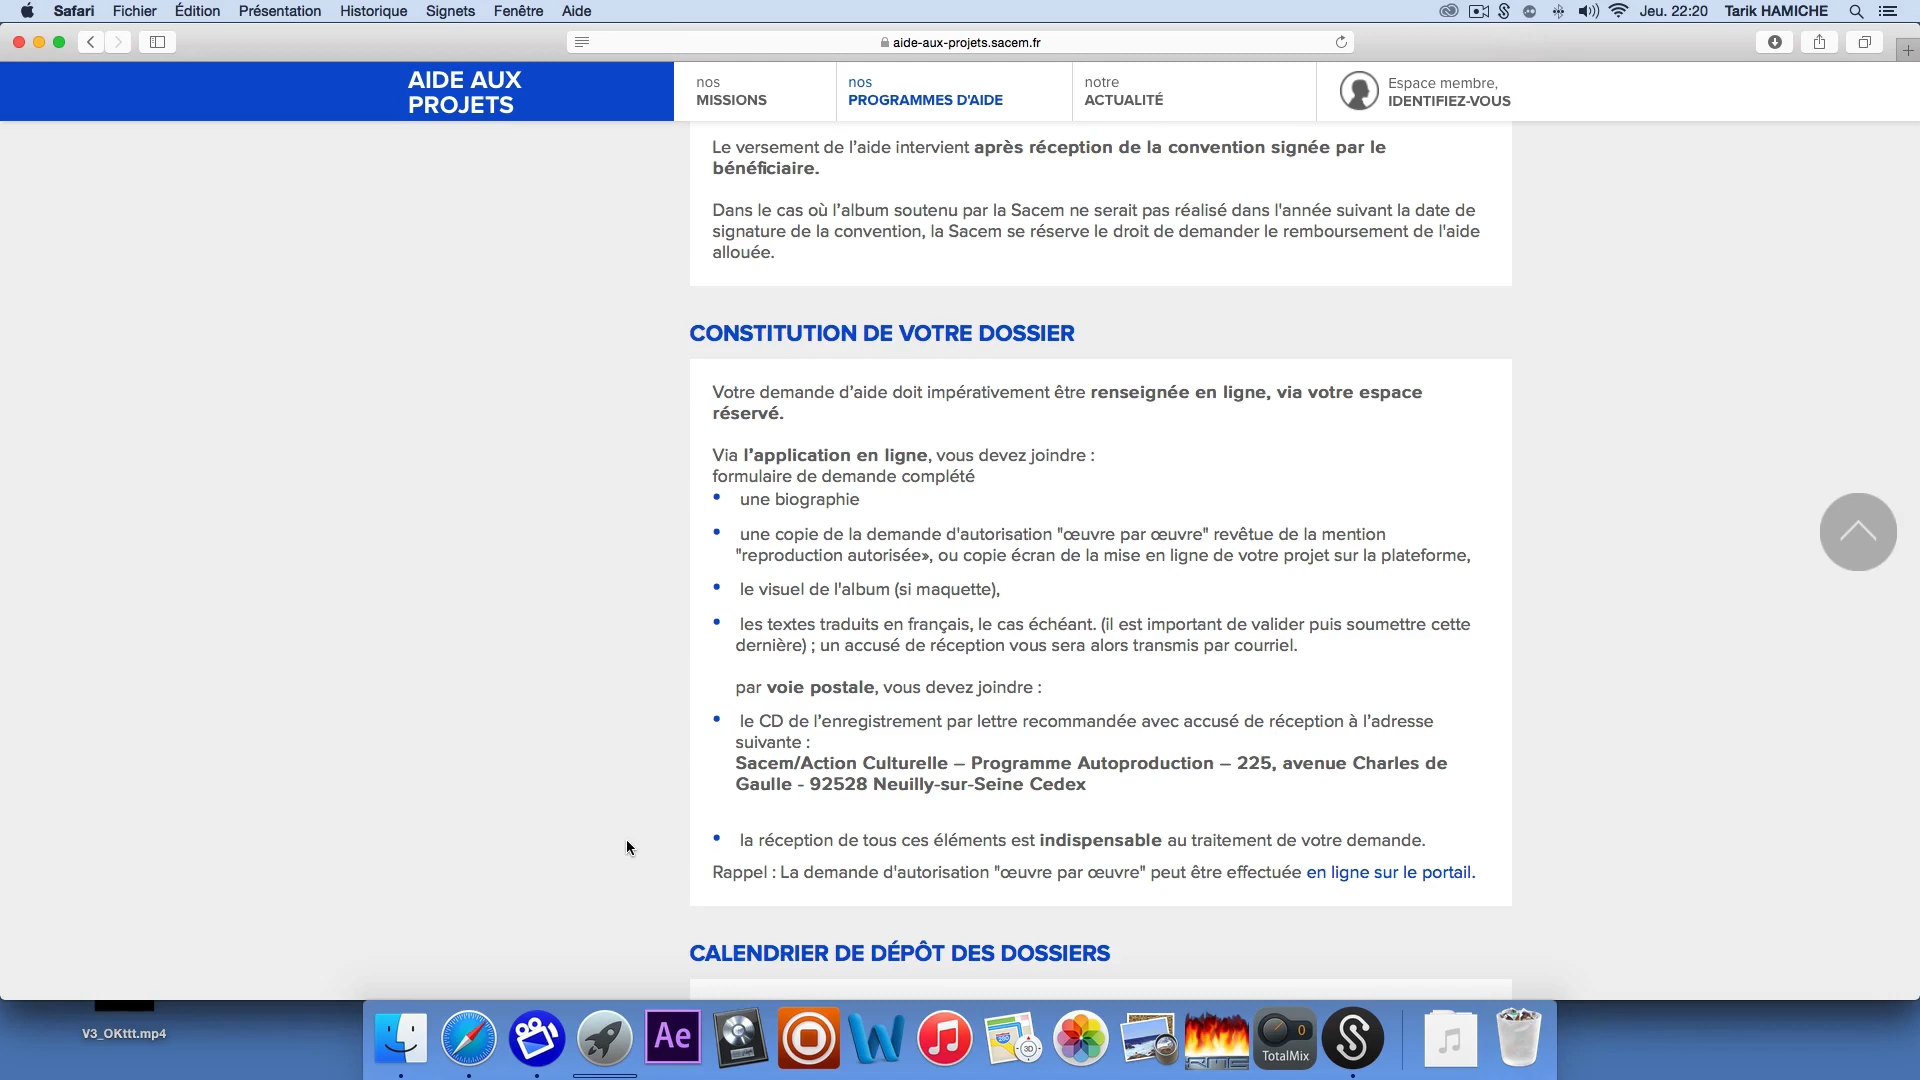 Safari Fichier Édition Présentation Historique Signets Fenêtre Aide Jeu. 22:20 Tarik HAMICHE
aide-aux-projets.sacem.fr
AIDE AUX
PROJETS
nos
MISSIONS
nos
PROGRAMMES D'AIDE
notre
ACTUALITÉ
Espace membre,
IDENTIFIEZ-VOUS
Le versement de l’aide intervient après réception de la convention signée par le
bénéficiaire.
Dans le cas où l’album soutenu par la Sacem ne serait pas réalisé dans l'année suivant la date de
signature de la convention, la Sacem se réserve le droit de demander le remboursement de l'aide
allouée.
CONSTITUTION DE VOTRE DOSSIER
Votre demande d’aide doit impérativement être renseignée en ligne, via votre espace
réservé.
Via l’application en ligne, vous devez joindre :
formulaire de demande complété
• une biographie
• une copie de la demande d'autorisation "œuvre par œuvre" revêtue de la mention
"reproduction autorisée», ou copie écran de la mise en ligne de votre projet sur la plateforme,
• le visuel de l'album (si maquette),
• les textes traduits en français, le cas échéant. (il est important de valider puis soumettre cette
dernière) ; un accusé de réception vous sera alors transmis par courriel.
par voie postale, vous devez joindre :
• le CD de l’enregistrement par lettre recommandée avec accusé de réception à l’adresse
suivante :
Sacem/Action Culturelle – Programme Autoproduction – 225, avenue Charles de
Gaulle - 92528 Neuilly-sur-Seine Cedex
• la réception de tous ces éléments est indispensable au traitement de votre demande.
Rappel : La demande d'autorisation "œuvre par œuvre" peut être effectuée en ligne sur le portail.
CALENDRIER DE DÉPÔT DES DOSSIERS
V3_OKttt.mp4
Ae
280
3D
RME
0
TotalMix